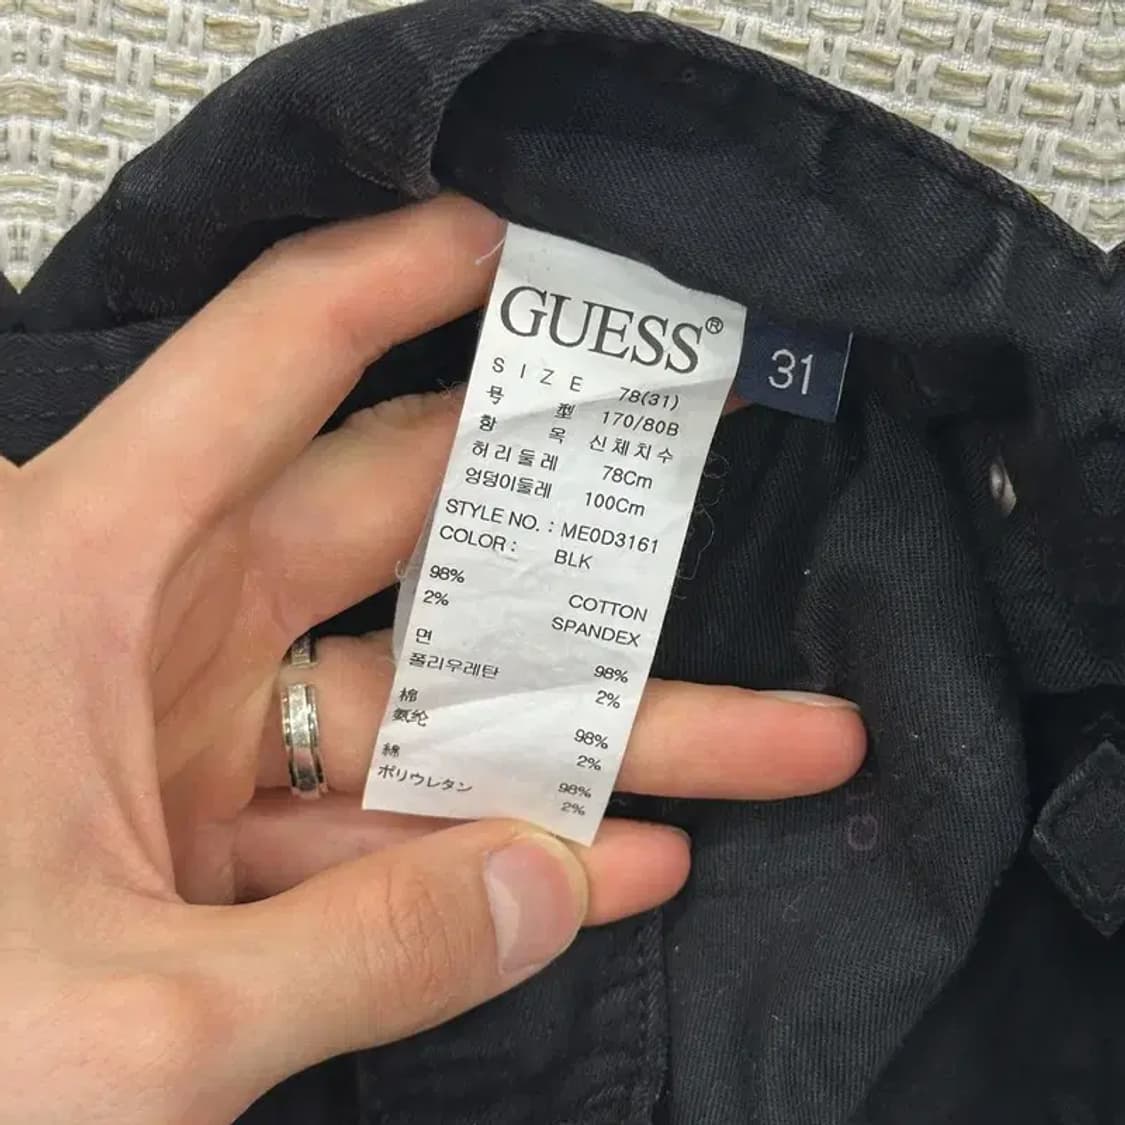 GUESS®
SIZE 78(31)
号型 170/80B
항목 신체치수
허리둘레 78Cm
엉덩이둘레 100Cm
STYLE NO. : ME0D3161
COLOR : BLK
98% COTTON
2% SPANDEX
면 98%
폴리우레탄 2%
棉 98%
氨纶 2%
綿 98%
ポリウレタン 2%
31